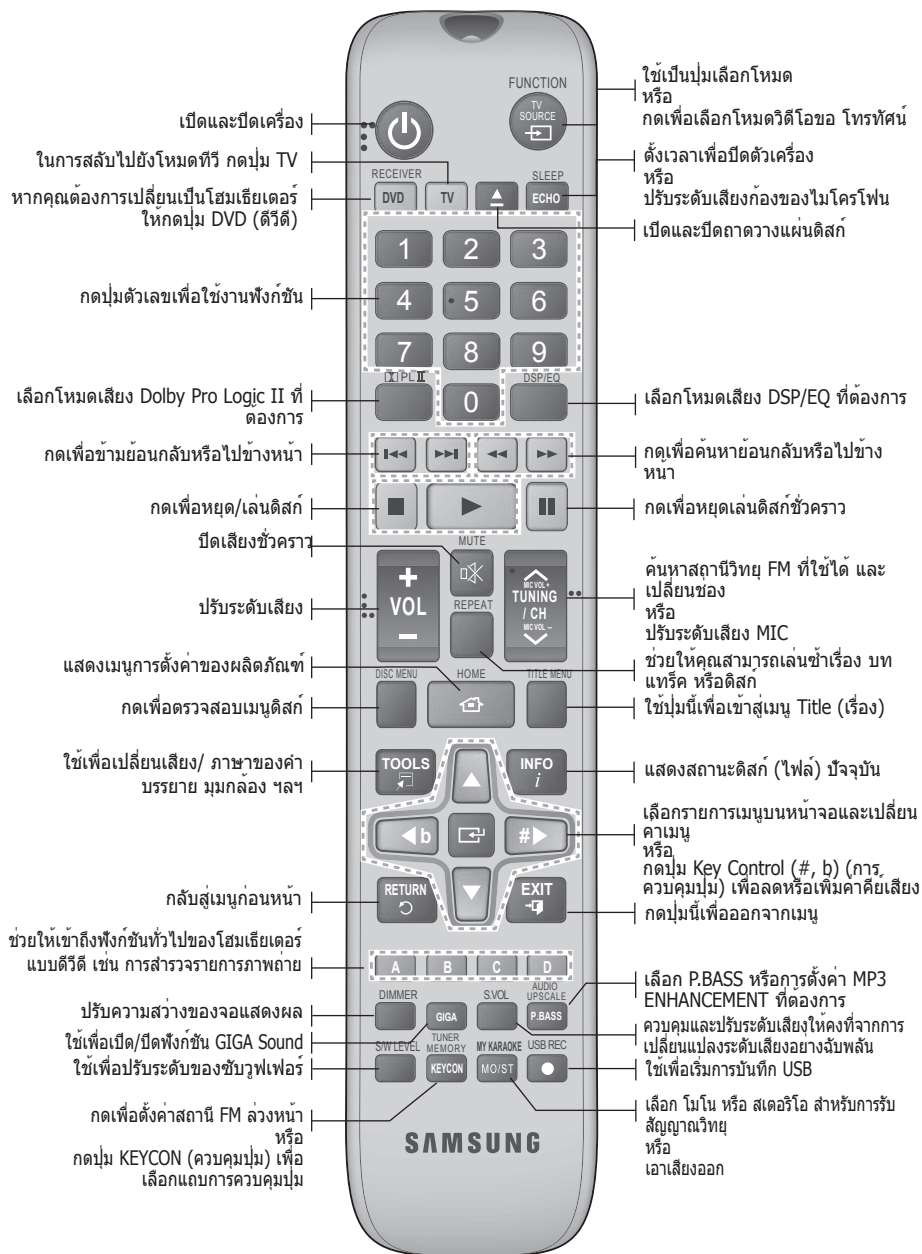 FUNCTION
TV
SOURCE
RECEIVER
SLEEP
DVD
TV
ECHO
1
2
3
4
5
6
7
8
9
PL II
0
DSP/EQ
MUTE
+
VOL
−
REPEAT
MIC VOL +
TUNING
/ CH
MIC VOL −
DISC MENU
HOME
TITLE MENU
TOOLS
INFO
i
b
#
RETURN
EXIT
A
B
C
D
DIMMER
GIGA
S.VOL
AUDIO
UPSCALE
P.BASS
S/W LEVEL
TUNER
MEMORY
KEYCON
MY KARAOKE
MO/ST
USB REC
SAMSUNG
เปิดและปิดเครื่อง
ในการสลับไปยังโหมดทีวี กดปุ่ม TV
หากคุณต้องการเปลี่ยนเป็นโฮมเธียเตอร์
ให้กดปุ่ม DVD (ดีวีดี)
กดปุ่มตัวเลขเพื่อใช้งานฟังก์ชัน
เลือกโหมดเสียง Dolby Pro Logic II ที่
ต้องการ
กดเพื่อข้ามย้อนกลับหรือไปข้างหน้า
กดเพื่อหยุด/เล่นดิสก์
ปิดเสียงชั่วคราว
ปรับระดับเสียง
แสดงเมนูการตั้งค่าของผลิตภัณฑ์
กดเพื่อตรวจสอบเมนูดิสก์
ใช้เพื่อเปลี่ยนเสียง/ ภาษาของคำ
บรรยาย มุมกล้อง ฯลฯ
กลับสู่เมนูก่อนหน้า
ช่วยให้เข้าถึงฟังก์ชันทั่วไปของโฮมเธียเตอร์
แบบดีวีดี เช่น การสำรวจรายการภาพถ่าย
ปรับความสว่างของจอแสดงผล
ใช้เพื่อเปิด/ปิดฟังก์ชัน GIGA Sound
ใช้เพื่อปรับระดับของซับวูฟเฟอร์
กดเพื่อตั้งค่าสถานี FM ล่วงหน้า
หรือ
กดปุ่ม KEYCON (ควบคุมปุ่ม) เพื่อ
เลือกแถบการควบคุมปุ่ม
ใช้เป็นปุ่มเลือกโหมด
หรือ
กดเพื่อเลือกโหมดวิดีโอขอ โทรทัศน์
ตั้งเวลาเพื่อปิดตัวเครื่อง
หรือ
ปรับระดับเสียงก้องของไมโครโฟน
เปิดและปิดถาดวางแผ่นดิสก์
เลือกโหมดเสียง DSP/EQ ที่ต้องการ
กดเพื่อค้นหาย้อนกลับหรือไปข้าง
หน้า
กดเพื่อหยุดเล่นดิสก์ชั่วคราว
ค้นหาสถานีวิทยุ FM ที่ใช้ได้ และ
เปลี่ยนช่อง
หรือ
ปรับระดับเสียง MIC
ช่วยให้คุณสามารถเล่นซ้ำเรื่อง บท
แทร็ค หรือดิสก์
ใช้ปุ่มนี้เพื่อเข้าสู่เมนู Title (เรื่อง)
แสดงสถานะดิสก์ (ไฟล์) ปัจจุบัน
เลือกรายการเมนูบนหน้าจอและเปลี่ยน
ค่าเมนู
หรือ
กดปุ่ม Key Control (#, b) (การ
ควบคุมปุ่ม) เพื่อลดหรือเพิ่มค่าคีย์เสียง
กดปุ่มนี้เพื่อออกจากเมนู
เลือก P.BASS หรือการตั้งค่า MP3
ENHANCEMENT ที่ต้องการ
ควบคุมและปรับระดับเสียงให้คงที่จากการ
เปลี่ยนแปลงระดับเสียงอย่างฉับพลัน
ใช้เพื่อเริ่มการบันทึก USB
เลือก โมโน หรือ สเตอริโอ สำหรับการรับ
สัญญาณวิทยุ
หรือ
เอาเสียงออก